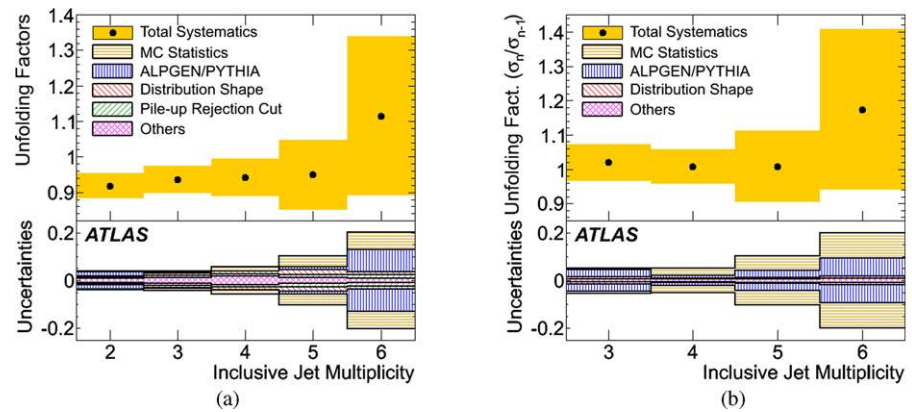 Unfolding Factors
1.4
1.3
1.2
1.1
1
0.9
Total Systematics
MC Statistics
ALPGEN/PYTHIA
Distribution Shape
Pile-up Rejection Cut
Others
Uncertainties
0.2
0
-0.2
ATLAS
2 3 4 5 6
Inclusive Jet Multiplicity
(a)
Unfolding Fact. (σn/σn-1)
1.4
1.3
1.2
1.1
1
0.9
Total Systematics
MC Statistics
ALPGEN/PYTHIA
Distribution Shape
Others
Uncertainties
0.2
0
-0.2
ATLAS
3 4 5 6
Inclusive Jet Multiplicity
(b)